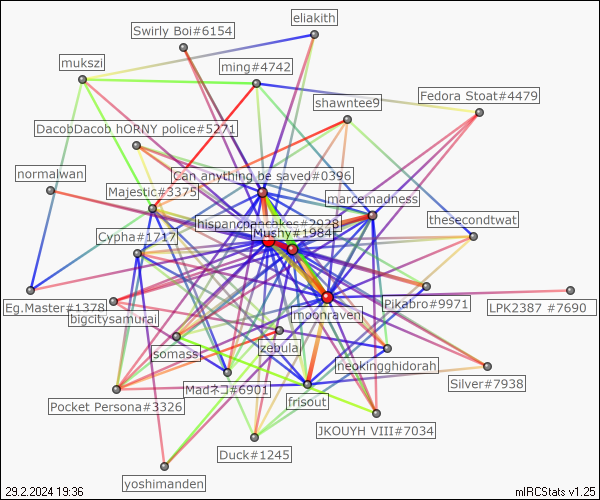 eliakith
Swirly Boi#6154
mukszi
ming#4742
Fedora Stoat#4479
shawntee9
DacobDacob hORNY police#5271
normalwan
Can anything be saved#0396
Majestic#3375
marcemadness
hispancpancakes#2928
thesecondtwat
Mushy#1984
Cypha#1717
Eg.Master#1378
Pikabro#9971
LPK2387 #7690
bigcitysamurai
moonraven
somass
zebula
neokingghidorah
Silver#7938
Madネコ#6901
Pocket Persona#3326
frisout
JKOUYH VIII#7034
Duck#1245
yoshimanden
29.2.2024 19:36
mIRCStats v1.25